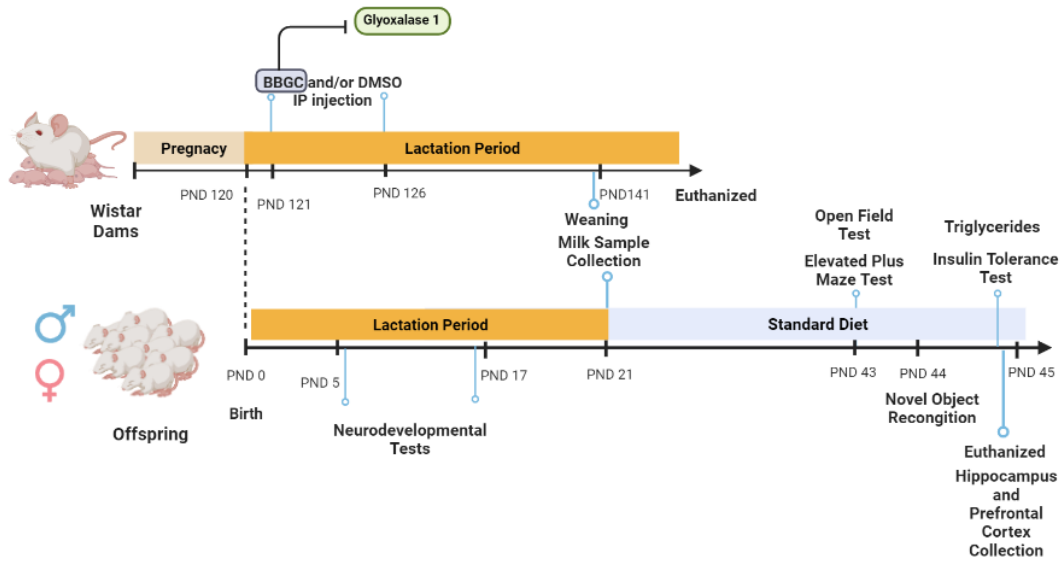 Glyoxalase 1
BBGC and/or DMSO
IP injection
Pregnacy
Lactation Period
PND 120
PND 121
PND 126
PND141
Euthanized
Wistar
Dams
Weaning
Milk Sample
Collection
Open Field
Test
Elevated Plus
Maze Test
Triglycerides
Insulin Tolerance
Test
Lactation Period
Standard Diet
PND 0
PND 5
PND 17
PND 21
PND 43
PND 44
PND 45
Birth
Offspring
Neurodevelopmental
Tests
Novel Object
Recongition
Euthanized
Hippocampus
and
Prefrontal
Cortex
Collection